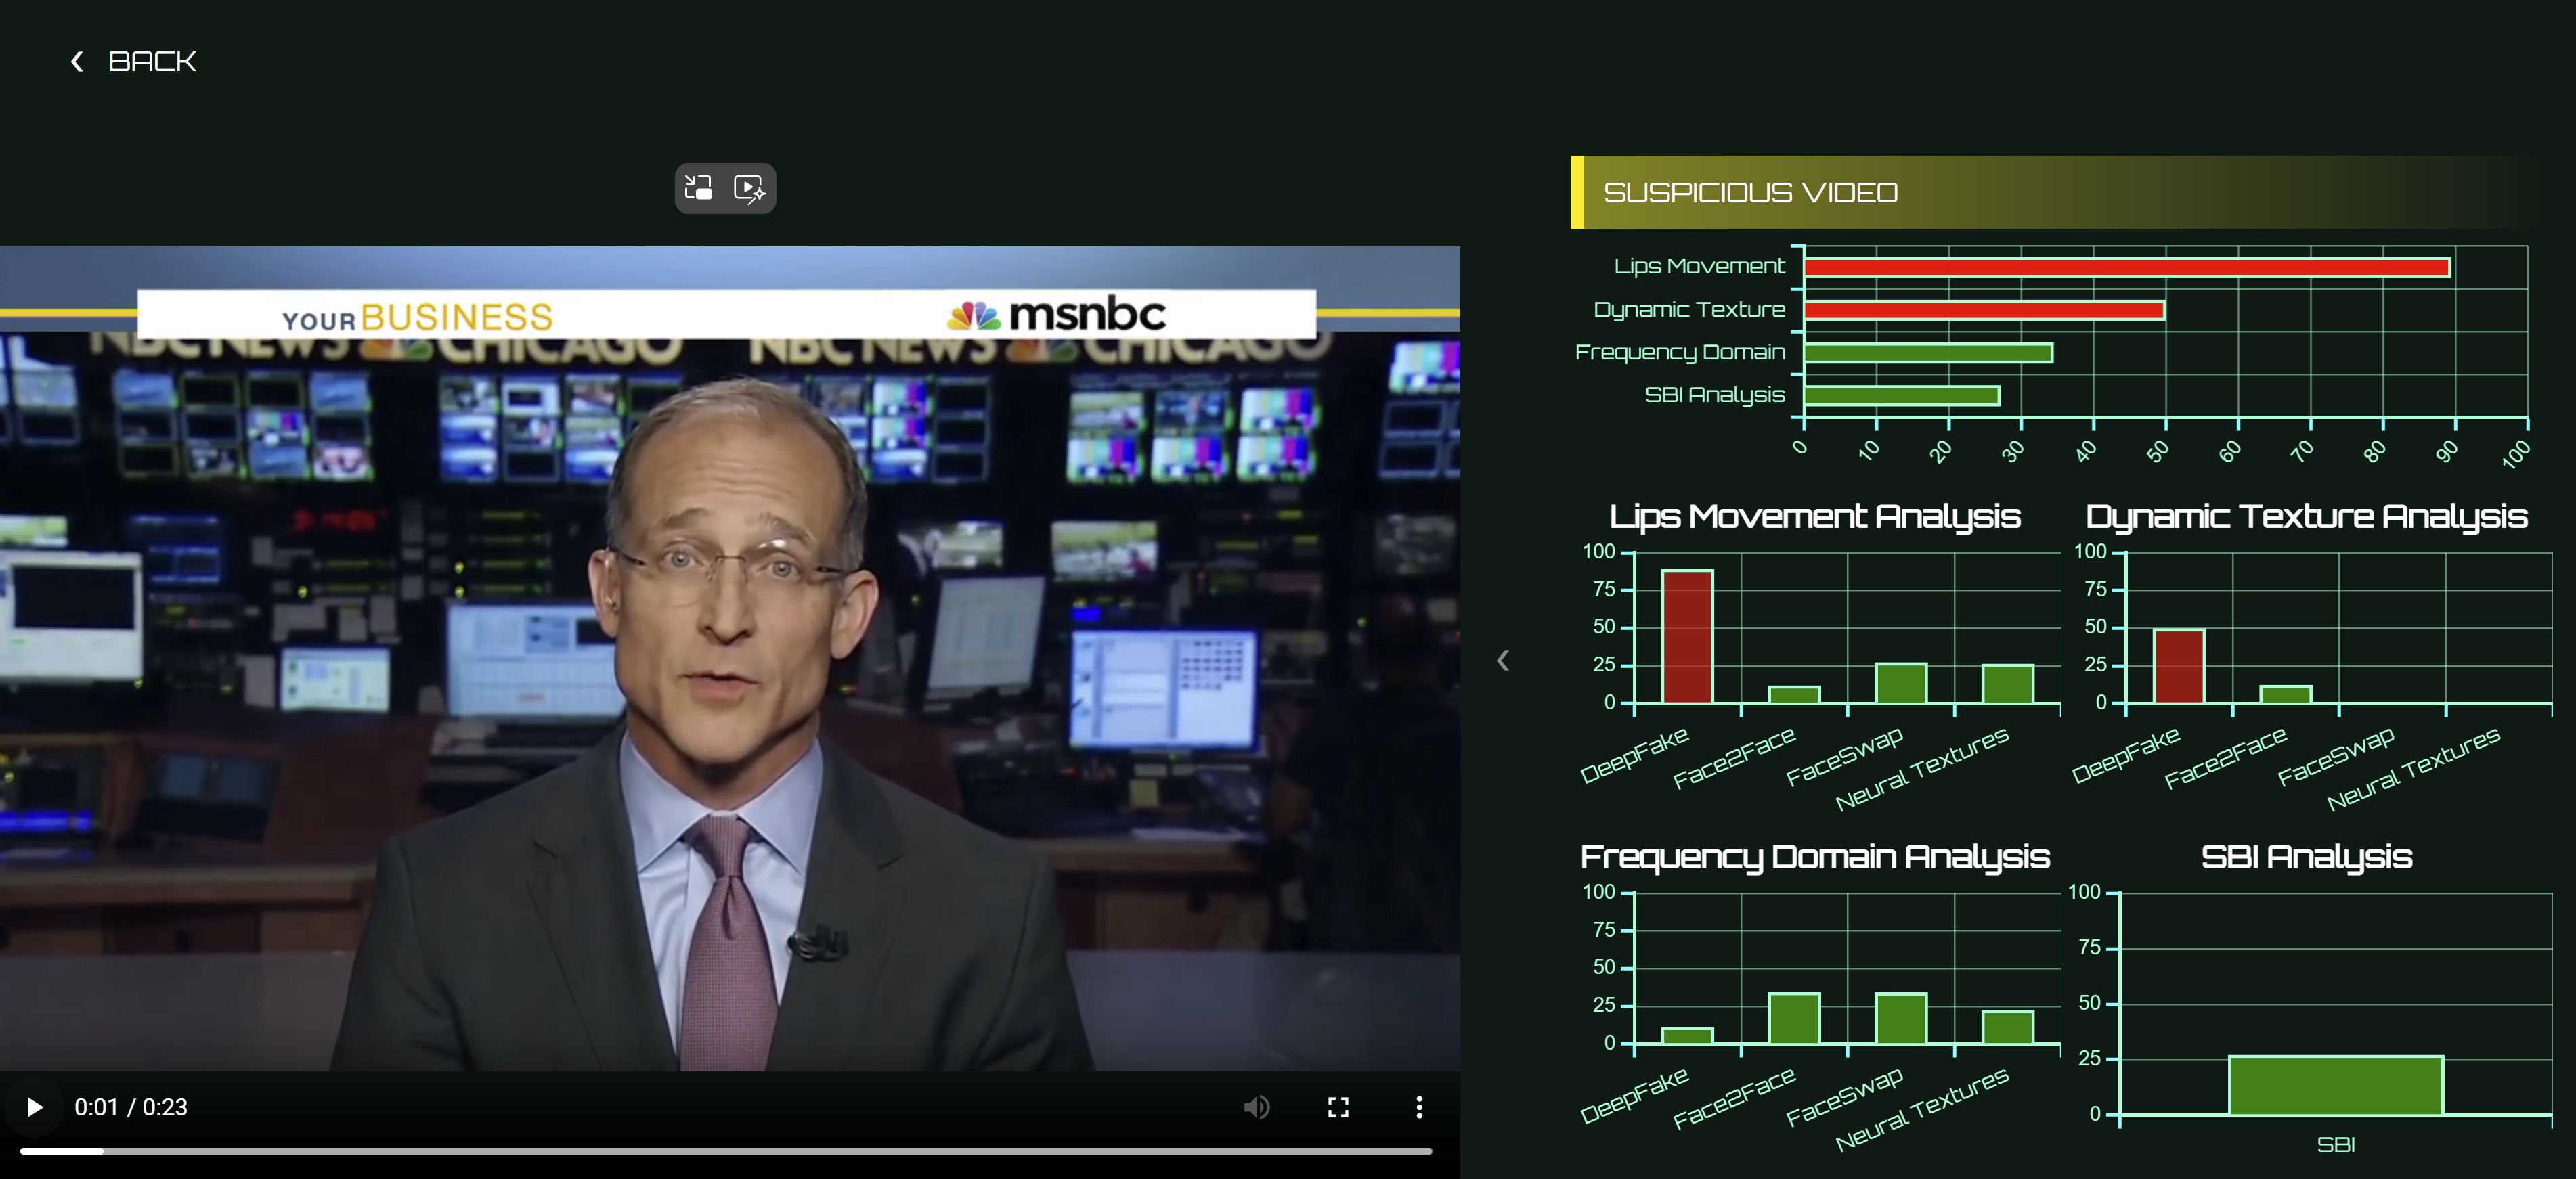 BACK
YOUR BUSINESS msnbc
NBC NEWS CHICAGO NBC NEWS CHICAGO
0:01 / 0:23
SUSPICIOUS VIDEO
Lips Movement
Dynamic Texture
Frequency Domain
SBI Analysis
0 10 20 30 40 50 60 70 80 90 100
Lips Movement Analysis
100
75
50
25
0
DeepFake Face2Face FaceSwap Neural Textures
Dynamic Texture Analysis
100
75
50
25
0
DeepFake Face2Face FaceSwap Neural Textures
Frequency Domain Analysis
100
75
50
25
0
DeepFake Face2Face FaceSwap Neural Textures
SBI Analysis
100
75
50
25
0
SBI